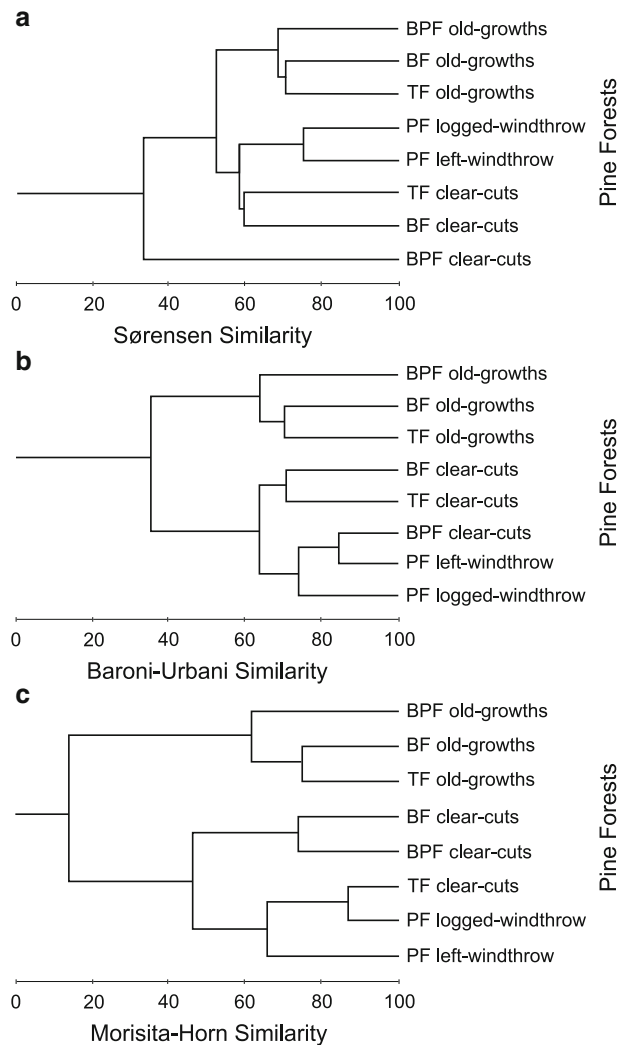 a
BPF old-growths
BF old-growths
TF old-growths
PF logged-windthrow
PF left-windthrow
TF clear-cuts
BF clear-cuts
BPF clear-cuts
Pine Forests
0 20 40 60 80 100
Sørensen Similarity
b
BPF old-growths
BF old-growths
TF old-growths
BF clear-cuts
TF clear-cuts
BPF clear-cuts
PF left-windthrow
PF logged-windthrow
Pine Forests
0 20 40 60 80 100
Baroni-Urbani Similarity
c
BPF old-growths
BF old-growths
TF old-growths
BF clear-cuts
BPF clear-cuts
TF clear-cuts
PF logged-windthrow
PF left-windthrow
Pine Forests
0 20 40 60 80 100
Morisita-Horn Similarity